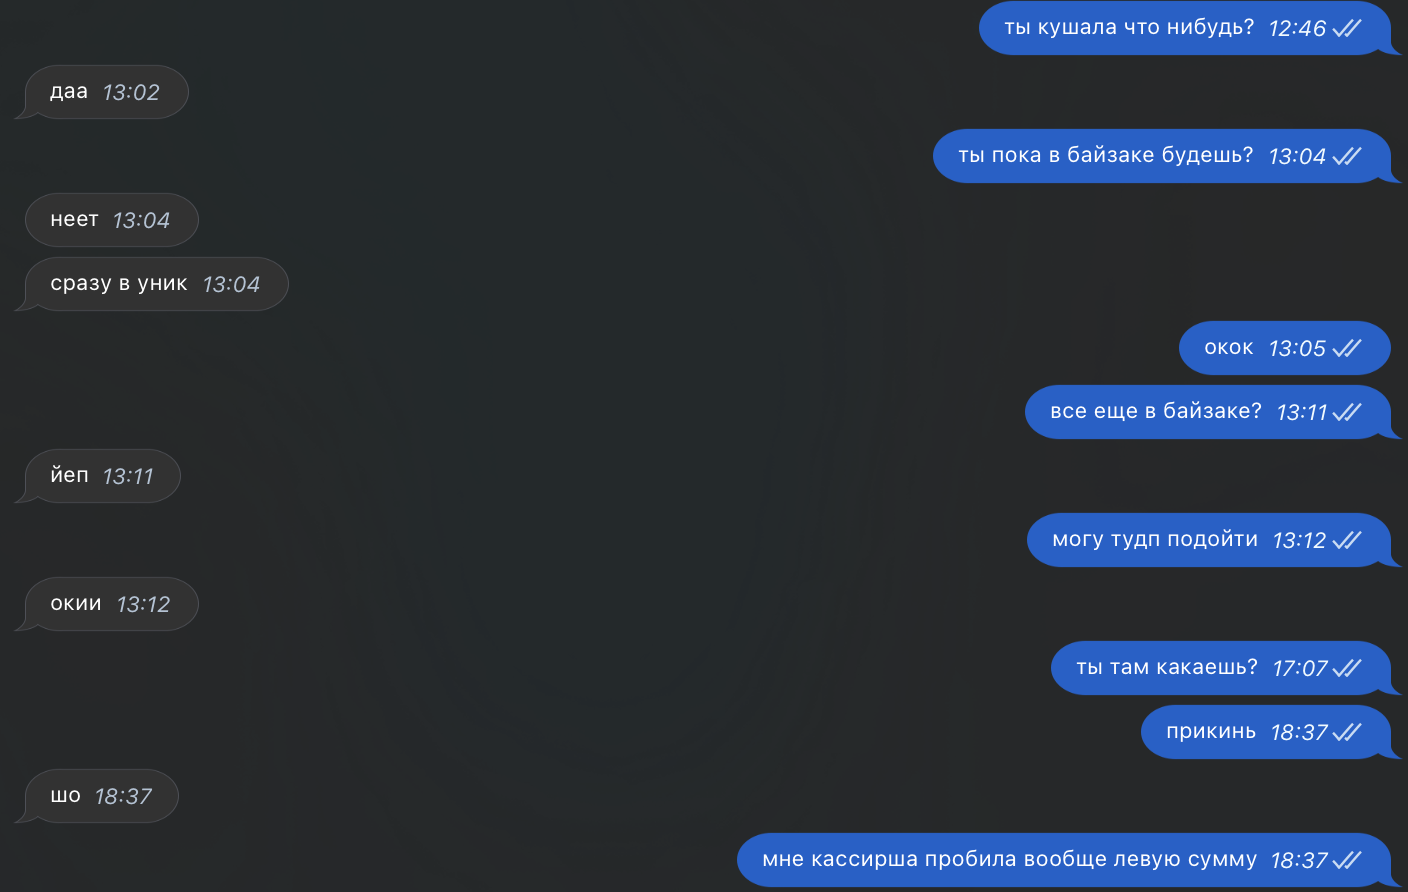 ты кушала что нибудь? 12:46
даа 13:02
ты пока в байзаке будешь? 13:04
неет 13:04
сразу в уник 13:04
окок 13:05
все еще в байзаке? 13:11
йеп 13:11
могу тудп подойти 13:12
окии 13:12
ты там какаешь? 17:07
прикинь 18:37
шо 18:37
мне кассирша пробила вообще левую сумму 18:37